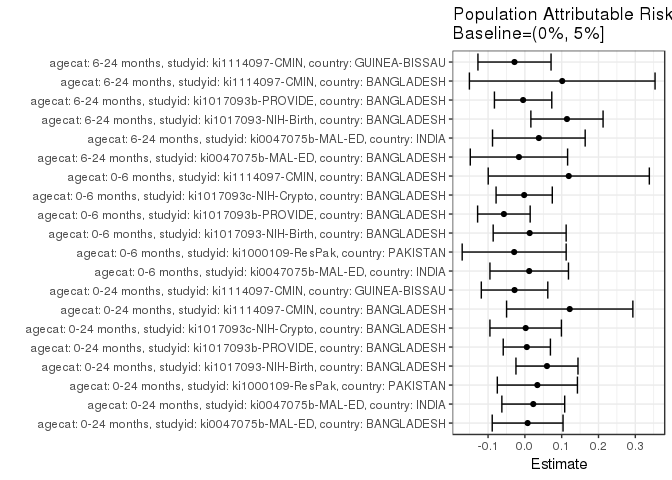 Population Attributable Risk
Baseline=(0%, 5%]
agecat: 6-24 months, studyid: ki1114097-CMIN, country: GUINEA-BISSAU
agecat: 6-24 months, studyid: ki1114097-CMIN, country: BANGLADESH
agecat: 6-24 months, studyid: ki1017093b-PROVIDE, country: BANGLADESH
agecat: 6-24 months, studyid: ki1017093-NIH-Birth, country: BANGLADESH
agecat: 6-24 months, studyid: ki0047075b-MAL-ED, country: INDIA
agecat: 6-24 months, studyid: ki0047075b-MAL-ED, country: BANGLADESH
agecat: 0-6 months, studyid: ki1114097-CMIN, country: BANGLADESH
agecat: 0-6 months, studyid: ki1017093c-NIH-Crypto, country: BANGLADESH
agecat: 0-6 months, studyid: ki1017093b-PROVIDE, country: BANGLADESH
agecat: 0-6 months, studyid: ki1017093-NIH-Birth, country: BANGLADESH
agecat: 0-6 months, studyid: ki1000109-ResPak, country: PAKISTAN
agecat: 0-6 months, studyid: ki0047075b-MAL-ED, country: INDIA
agecat: 0-24 months, studyid: ki1114097-CMIN, country: GUINEA-BISSAU
agecat: 0-24 months, studyid: ki1114097-CMIN, country: BANGLADESH
agecat: 0-24 months, studyid: ki1017093c-NIH-Crypto, country: BANGLADESH
agecat: 0-24 months, studyid: ki1017093b-PROVIDE, country: BANGLADESH
agecat: 0-24 months, studyid: ki1017093-NIH-Birth, country: BANGLADESH
agecat: 0-24 months, studyid: ki1000109-ResPak, country: PAKISTAN
agecat: 0-24 months, studyid: ki0047075b-MAL-ED, country: INDIA
agecat: 0-24 months, studyid: ki0047075b-MAL-ED, country: BANGLADESH
-0.1 0.0 0.1 0.2 0.3
Estimate